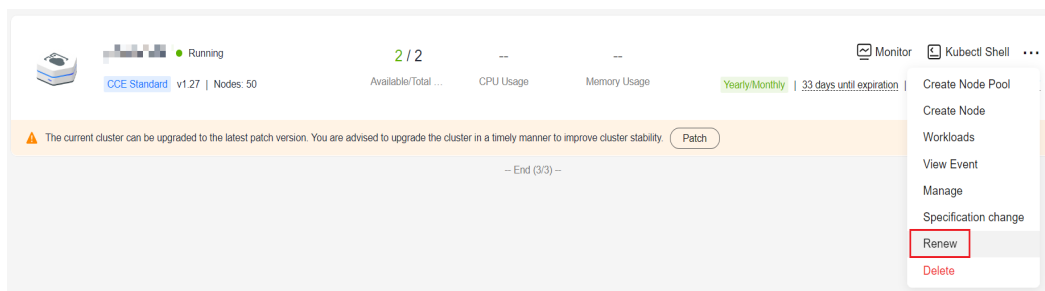 Running
2 / 2
--
--
Monitor
Kubectl Shell
CCE Standard v1.27 | Nodes: 50
Available/Total ...
CPU Usage
Memory Usage
Yearly/Monthly | 33 days until expiration |
The current cluster can be upgraded to the latest patch version. You are advised to upgrade the cluster in a timely manner to improve cluster stability. Patch
-- End (3/3) --
Create Node Pool
Create Node
Workloads
View Event
Manage
Specification change
Renew
Delete